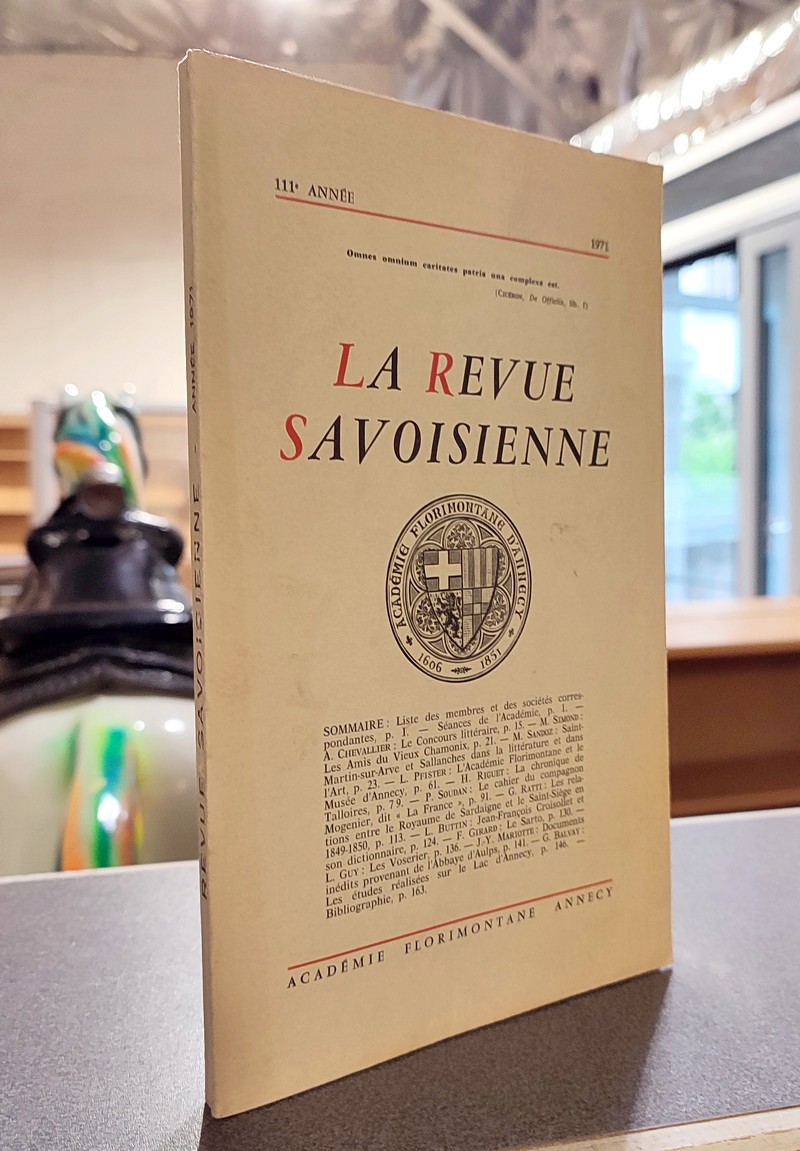 111e ANNÉE
1971
Omnes omnium caritates patria una complexa est.
(CICÉRON, De Officiis, lib. I)
LA REVUE
SAVOISIENNE
ACADÉMIE FLORIMONTANE D'ANNECY
1606 1851
SOMMAIRE : Liste des membres et des sociétés corres-
pondantes, p. I. — Séances de l'Académie, p. 1. —
A. CHEVALLIER : Le Concours littéraire, p. 15. — M. SIMOND :
Les Amis du Vieux Chamonix, p. 21. — M. SANDOZ : Saint-
Martin-sur-Arve et Sallanches dans la littérature et dans
l'Art, p. 23. — L. PFISTER : L'Académie Florimontane et le
Musée d'Annecy, p. 61. — H. RIGUET : La chronique de
Talloires, p. 79. — P. SOUDAN : Le cahier du compagnon
Mogenier, dit « La France », p. 91. — G. RATTI : Les rela-
tions entre le Royaume de Sardaigne et le Saint-Siège en
1849-1850, p. 113. — L. BUTTIN : Jean-François Croisollet et
son dictionnaire, p. 124. — F. GIRARD : Le Sarto, p. 130. —
L. GUY : Les Voserier, p. 136. — J.-Y. MARIOTTE : Documents
inédits provenant de l'Abbaye d'Aulps, p. 141. — G. BALVAY :
Les études réalisées sur le Lac d'Annecy, p. 146. —
Bibliographie, p. 163.
ACADÉMIE FLORIMONTANE ANNECY
REVUE SAVOISIENNE - ANNÉE 1971